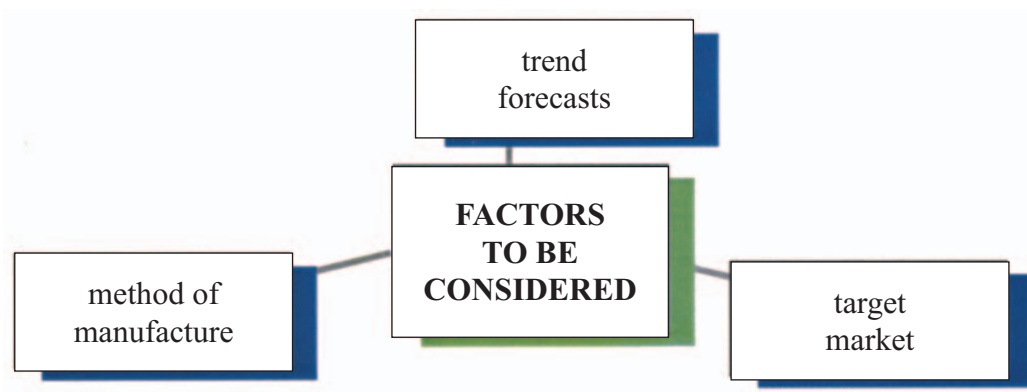 trend
forecasts
FACTORS
TO BE
CONSIDERED
method of
manufacture
target
market